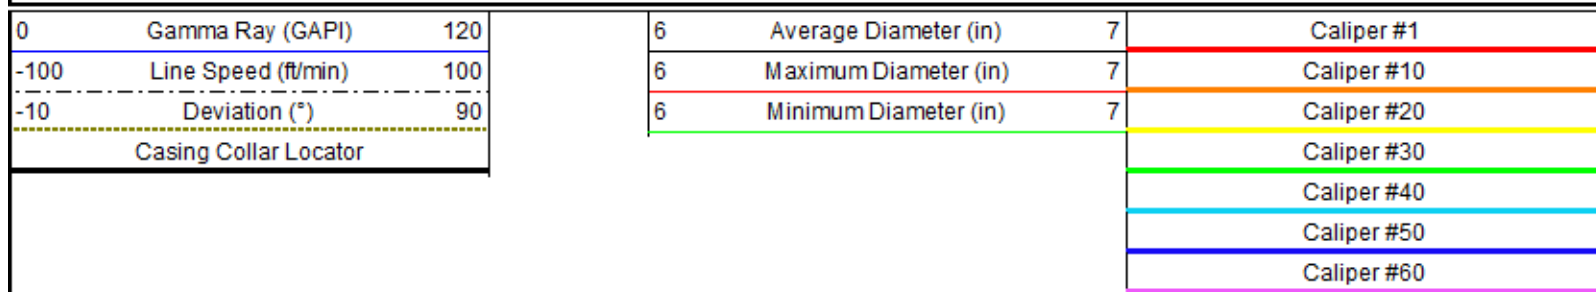 0 Gamma Ray (GAPI) 120 6 Average Diameter (in) 7 Caliper #1
-100 Line Speed (ft/min) 100 6 Maximum Diameter (in) 7 Caliper #10
-10 Deviation (°) 90 6 Minimum Diameter (in) 7 Caliper #20
Casing Collar Locator Caliper #30
Caliper #40
Caliper #50
Caliper #60